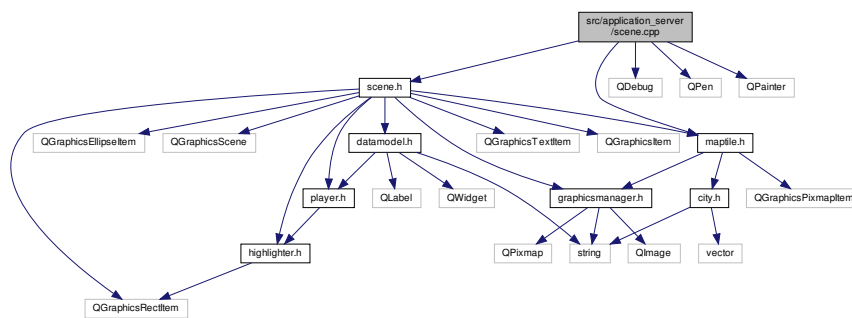 src/application_server
/scene.cpp
scene.h
QDebug
QPen
QPainter
QGraphicsEllipseItem
QGraphicsScene
datamodel.h
QGraphicsTextItem
QGraphicsItem
maptile.h
player.h
QLabel
QWidget
graphicsmanager.h
city.h
QGraphicsPixmapItem
highlighter.h
QPixmap
string
QImage
vector
QGraphicsRectItem